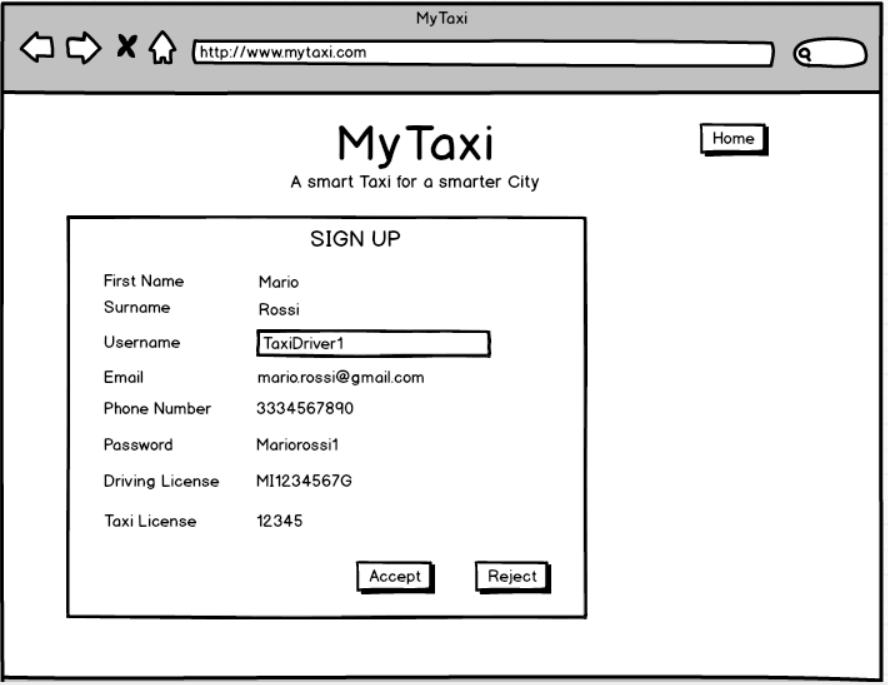 MyTaxi
http://www.mytaxi.com
MyTaxi
Home
A smart Taxi for a smarter City
SIGN UP
First Name Mario
Surname Rossi
Username TaxiDriver1
Email mario.rossi@gmail.com
Phone Number 3334567890
Password Mariorossi1
Driving License MI1234567G
Taxi License 12345
Accept Reject